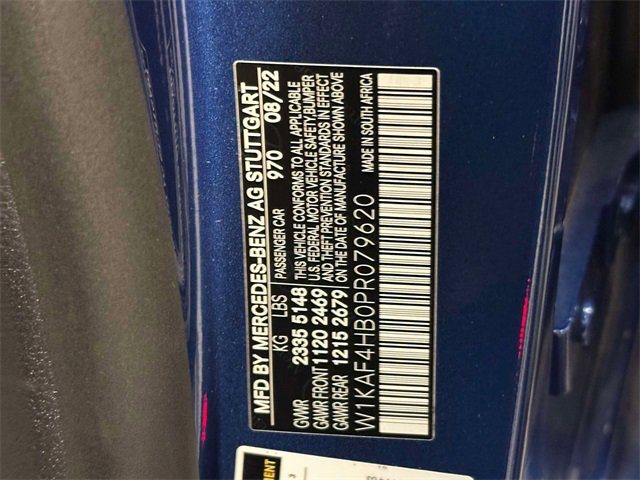 MFD BY MERCEDES-BENZ AG STUTTGART
PASSENGER CAR 970 08/22
KG LBS
GVWR 2335 5148
GAWR FRONT 1120 2469
GAWR REAR 1215 2679
THIS VEHICLE CONFORMS TO ALL APPLICABLE
U.S. FEDERAL MOTOR VEHICLE SAFETY,BUMPER
AND THEFT PREVENTION STANDARDS IN EFFECT
ON THE DATE OF MANUFACTURE SHOWN ABOVE
W1KAF4HB0PR079620
MADE IN SOUTH AFRICA